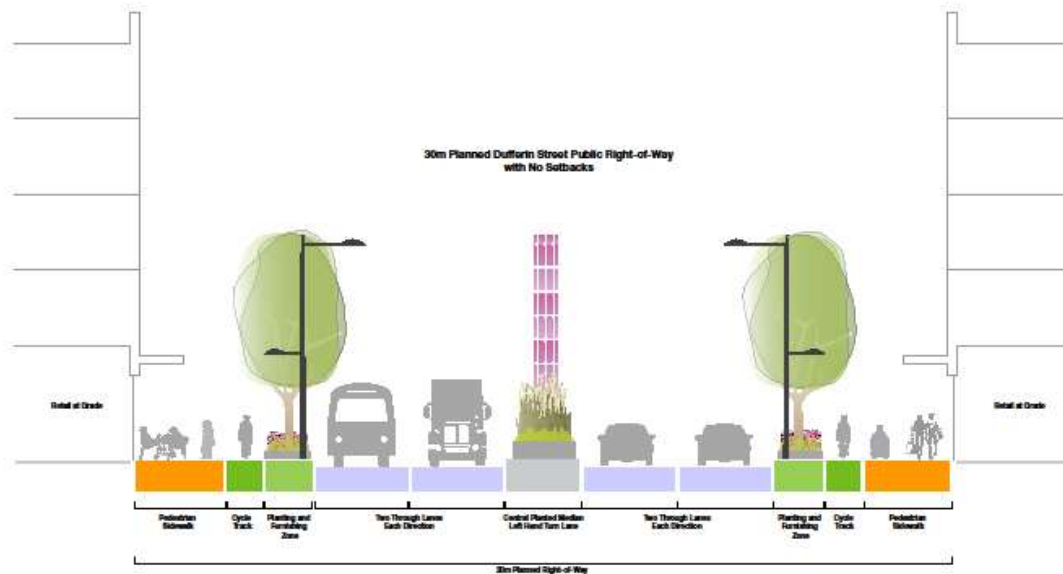 30m Planned Dufferin Street Public Right-of-Way
with No Setbacks
Retail at Grade
Retail at Grade
Pedestrian
Sidewalk
Cycle
Track
Planting and
Furnishing
Zone
Two Through Lanes
Each Direction
Central Planted Median
Left Hand Turn Lane
Two Through Lanes
Each Direction
Planting and
Furnishing
Zone
Cycle
Track
Pedestrian
Sidewalk
30m Planned Right-of-Way